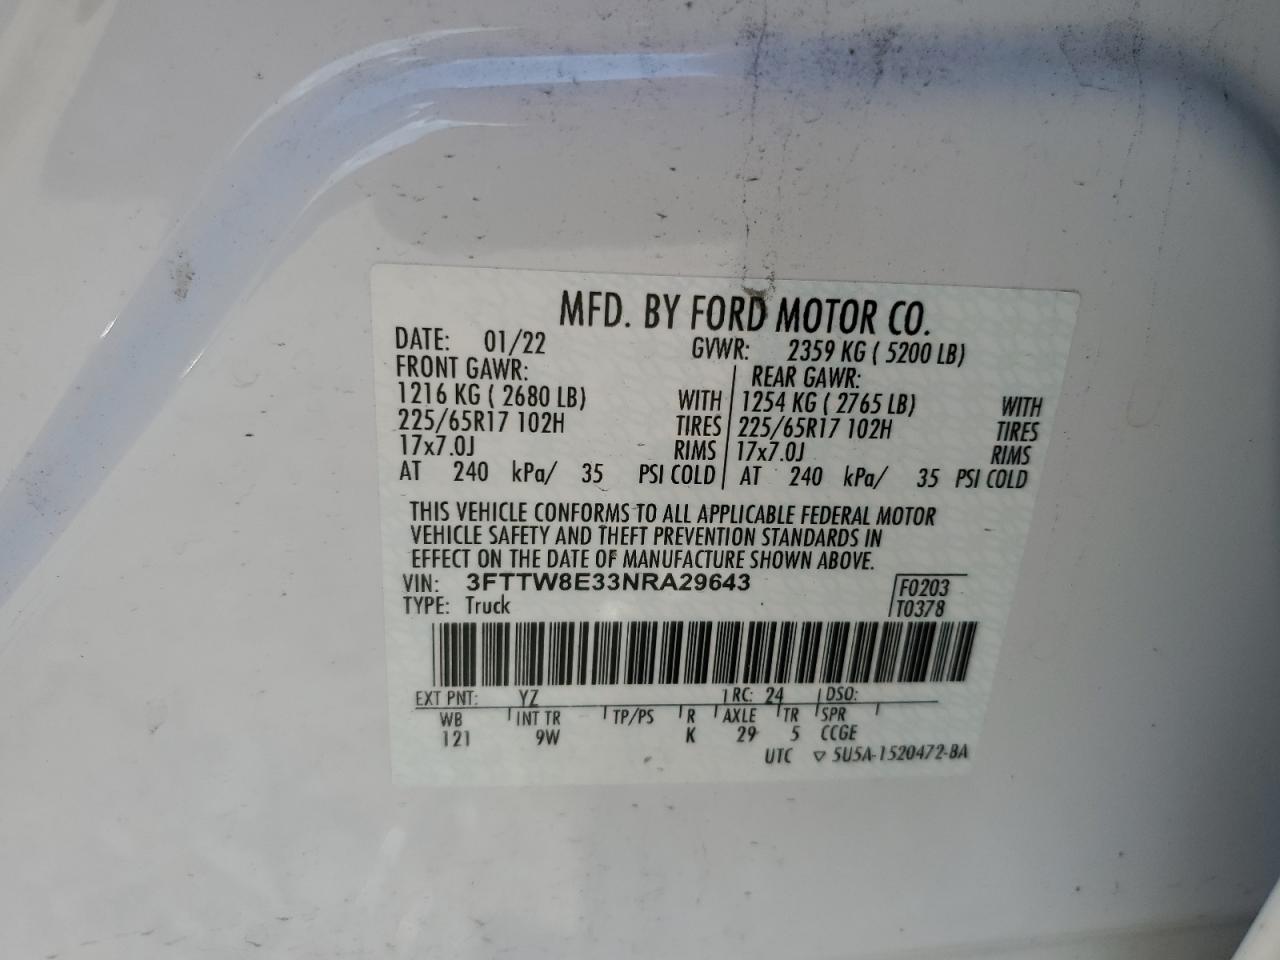 MFD. BY FORD MOTOR CO.
DATE: 01/22 GVWR: 2359 KG ( 5200 LB)
FRONT GAWR: REAR GAWR:
1216 KG ( 2680 LB) WITH 1254 KG ( 2765 LB) WITH
225/65R17 102H TIRES 225/65R17 102H TIRES
17x7.0J RIMS 17x7.0J RIMS
AT 240 kPa/ 35 PSI COLD AT 240 kPa/ 35 PSI COLD
THIS VEHICLE CONFORMS TO ALL APPLICABLE FEDERAL MOTOR
VEHICLE SAFETY AND THEFT PREVENTION STANDARDS IN
EFFECT ON THE DATE OF MANUFACTURE SHOWN ABOVE.
VIN: 3FTTW8E33NRA29643 F0203
TYPE: Truck T0378
EXT PNT: YZ RC: 24 DSO:
WB INT TR TP/PS R AXLE TR SPR
121 9W K 29 5 CCGE
UTC ▽ 5U5A-1520472-BA